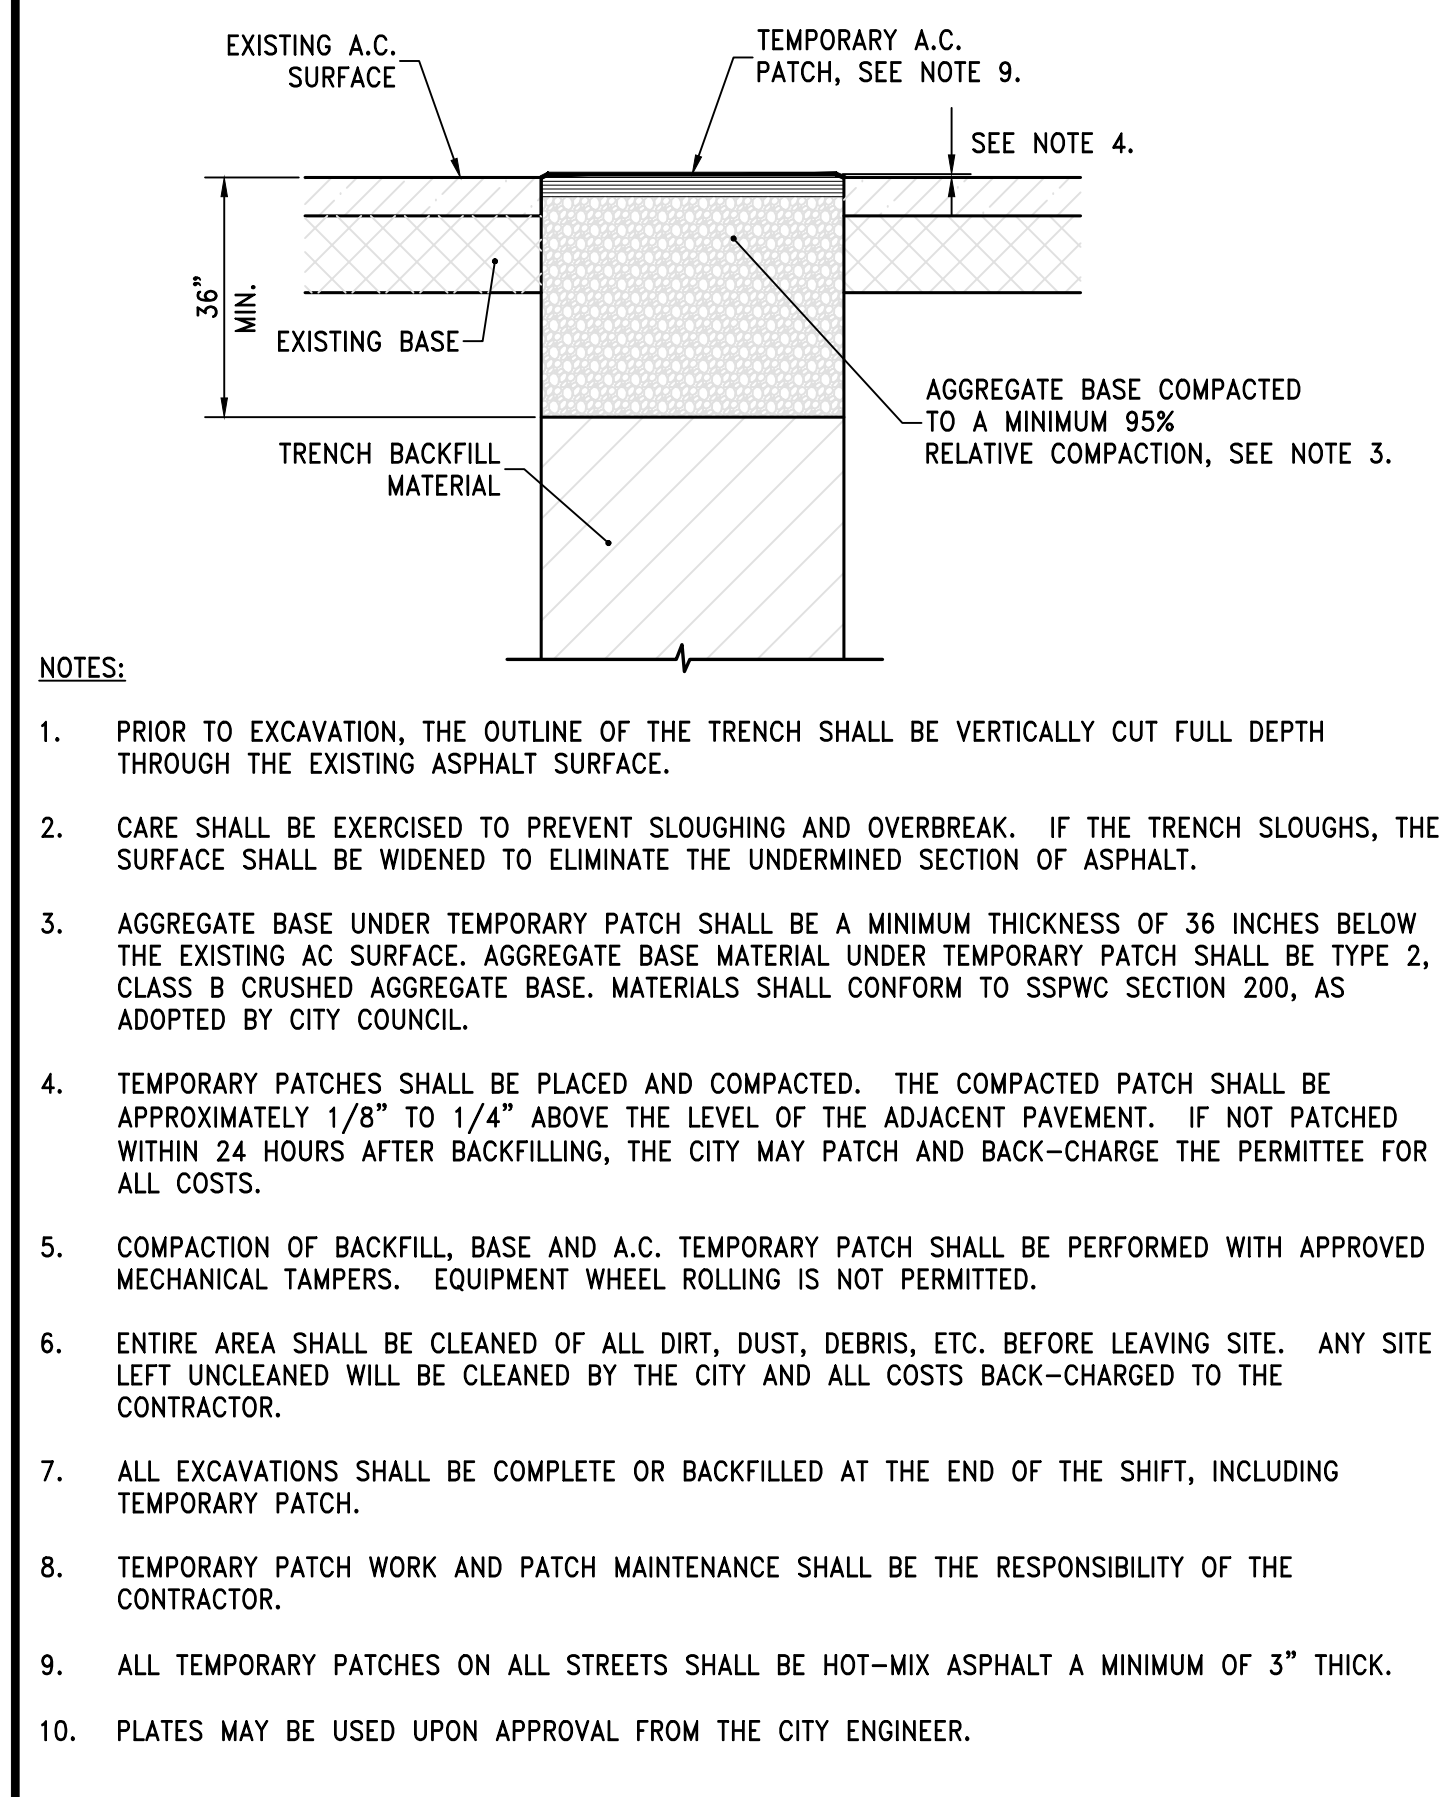 EXISTING A.C.
SURFACE
TEMPORARY A.C.
PATCH, SEE NOTE 9.
SEE NOTE 4.
36"
MIN.
EXISTING BASE
AGGREGATE BASE COMPACTED
TO A MINIMUM 95%
RELATIVE COMPACTION, SEE NOTE 3.
TRENCH BACKFILL
MATERIAL
NOTES:
1. PRIOR TO EXCAVATION, THE OUTLINE OF THE TRENCH SHALL BE VERTICALLY CUT FULL DEPTH
THROUGH THE EXISTING ASPHALT SURFACE.
2. CARE SHALL BE EXERCISED TO PREVENT SLOUGHING AND OVERBREAK. IF THE TRENCH SLOUGHS, THE
SURFACE SHALL BE WIDENED TO ELIMINATE THE UNDERMINED SECTION OF ASPHALT.
3. AGGREGATE BASE UNDER TEMPORARY PATCH SHALL BE A MINIMUM THICKNESS OF 36 INCHES BELOW
THE EXISTING AC SURFACE. AGGREGATE BASE MATERIAL UNDER TEMPORARY PATCH SHALL BE TYPE 2,
CLASS B CRUSHED AGGREGATE BASE. MATERIALS SHALL CONFORM TO SSPWC SECTION 200, AS
ADOPTED BY CITY COUNCIL.
4. TEMPORARY PATCHES SHALL BE PLACED AND COMPACTED. THE COMPACTED PATCH SHALL BE
APPROXIMATELY 1/8" TO 1/4" ABOVE THE LEVEL OF THE ADJACENT PAVEMENT. IF NOT PATCHED
WITHIN 24 HOURS AFTER BACKFILLING, THE CITY MAY PATCH AND BACK-CHARGE THE PERMITTEE FOR
ALL COSTS.
5. COMPACTION OF BACKFILL, BASE AND A.C. TEMPORARY PATCH SHALL BE PERFORMED WITH APPROVED
MECHANICAL TAMPERS. EQUIPMENT WHEEL ROLLING IS NOT PERMITTED.
6. ENTIRE AREA SHALL BE CLEANED OF ALL DIRT, DUST, DEBRIS, ETC. BEFORE LEAVING SITE. ANY SITE
LEFT UNCLEANED WILL BE CLEANED BY THE CITY AND ALL COSTS BACK-CHARGED TO THE
CONTRACTOR.
7. ALL EXCAVATIONS SHALL BE COMPLETE OR BACKFILLED AT THE END OF THE SHIFT, INCLUDING
TEMPORARY PATCH.
8. TEMPORARY PATCH WORK AND PATCH MAINTENANCE SHALL BE THE RESPONSIBILITY OF THE
CONTRACTOR.
9. ALL TEMPORARY PATCHES ON ALL STREETS SHALL BE HOT-MIX ASPHALT A MINIMUM OF 3" THICK.
10. PLATES MAY BE USED UPON APPROVAL FROM THE CITY ENGINEER.